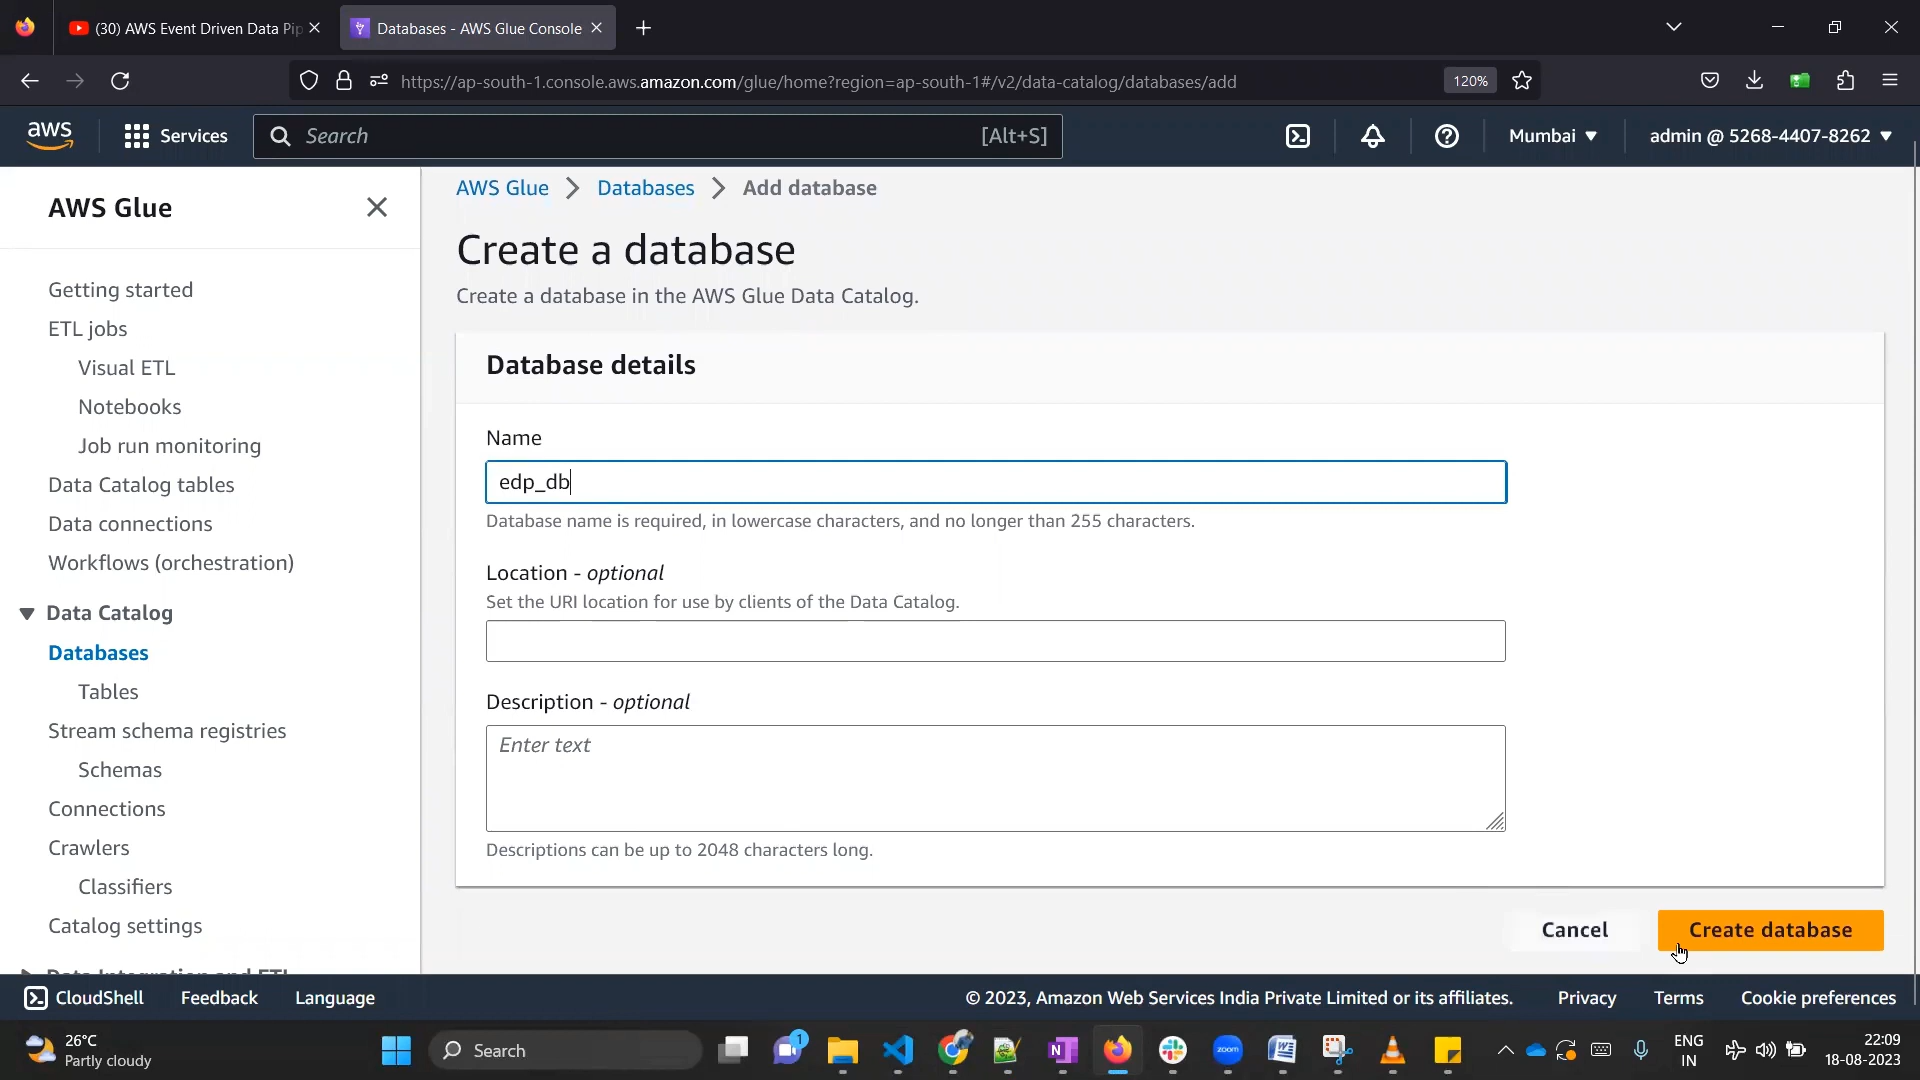 (30) AWS Event Driven Data Pip
Databases - AWS Glue Console
https://ap-south-1.console.aws.amazon.com/glue/home?region=ap-south-1#/v2/data-catalog/databases/add
120%
aws
Services
Search
[Alt+S]
Mumbai
admin @ 5268-4407-8262
AWS Glue
Getting started
ETL jobs
Visual ETL
Notebooks
Job run monitoring
Data Catalog tables
Data connections
Workflows (orchestration)
Data Catalog
Databases
Tables
Stream schema registries
Schemas
Connections
Crawlers
Classifiers
Catalog settings
Data Integration and ETL
AWS Glue > Databases > Add database
Create a database
Create a database in the AWS Glue Data Catalog.
Database details
Name
edp_db
Database name is required, in lowercase characters, and no longer than 255 characters.
Location - optional
Set the URI location for use by clients of the Data Catalog.
Description - optional
Enter text
Descriptions can be up to 2048 characters long.
Cancel
Create database
CloudShell
Feedback
Language
© 2023, Amazon Web Services India Private Limited or its affiliates.
Privacy
Terms
Cookie preferences
26°C
Partly cloudy
Search
1
N
zoom
W
ENG
IN
22:09
18-08-2023